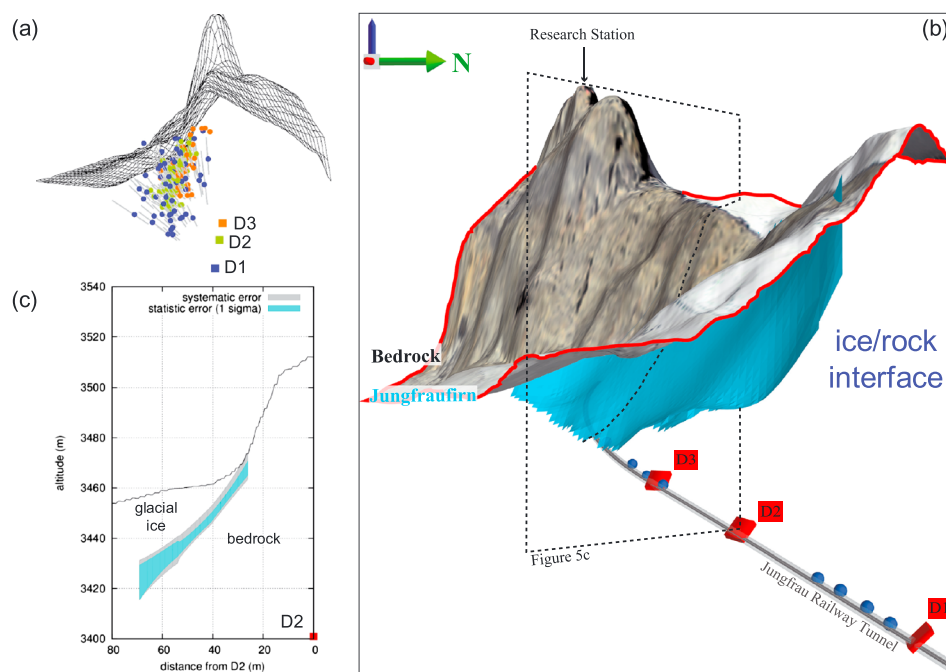 (a)
D3
D2
D1
(b)
N
Research Station
Bedrock
Jungfraufirn
ice/rock
interface
D3
D2
D1
Figure 5c
Jungfrau Railway Tunnel
(c)
3540
3520
3500
3480
3460
3440
3420
3400
altitude (m)
systematic error
statistic error (1 sigma)
glacial
ice
bedrock
D2
80
60
40
20
0
distance from D2 (m)